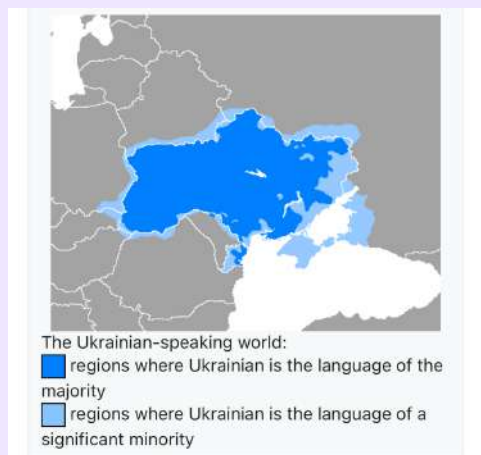 The Ukrainian-speaking world:
regions where Ukrainian is the language of the
majority
regions where Ukrainian is the language of a
significant minority